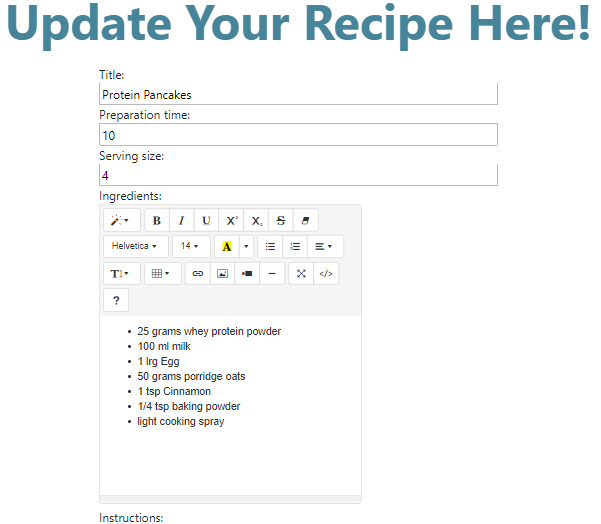 Update Your Recipe Here!
Title:
Protein Pancakes
Preparation time:
10
Serving size:
4
Ingredients:
B I U X² X₂ S
Helvetica 14 A
T!
</>
?
• 25 grams whey protein powder
• 100 ml milk
• 1 lrg Egg
• 50 grams porridge oats
• 1 tsp Cinnamon
• 1/4 tsp baking powder
• light cooking spray
Instructions: